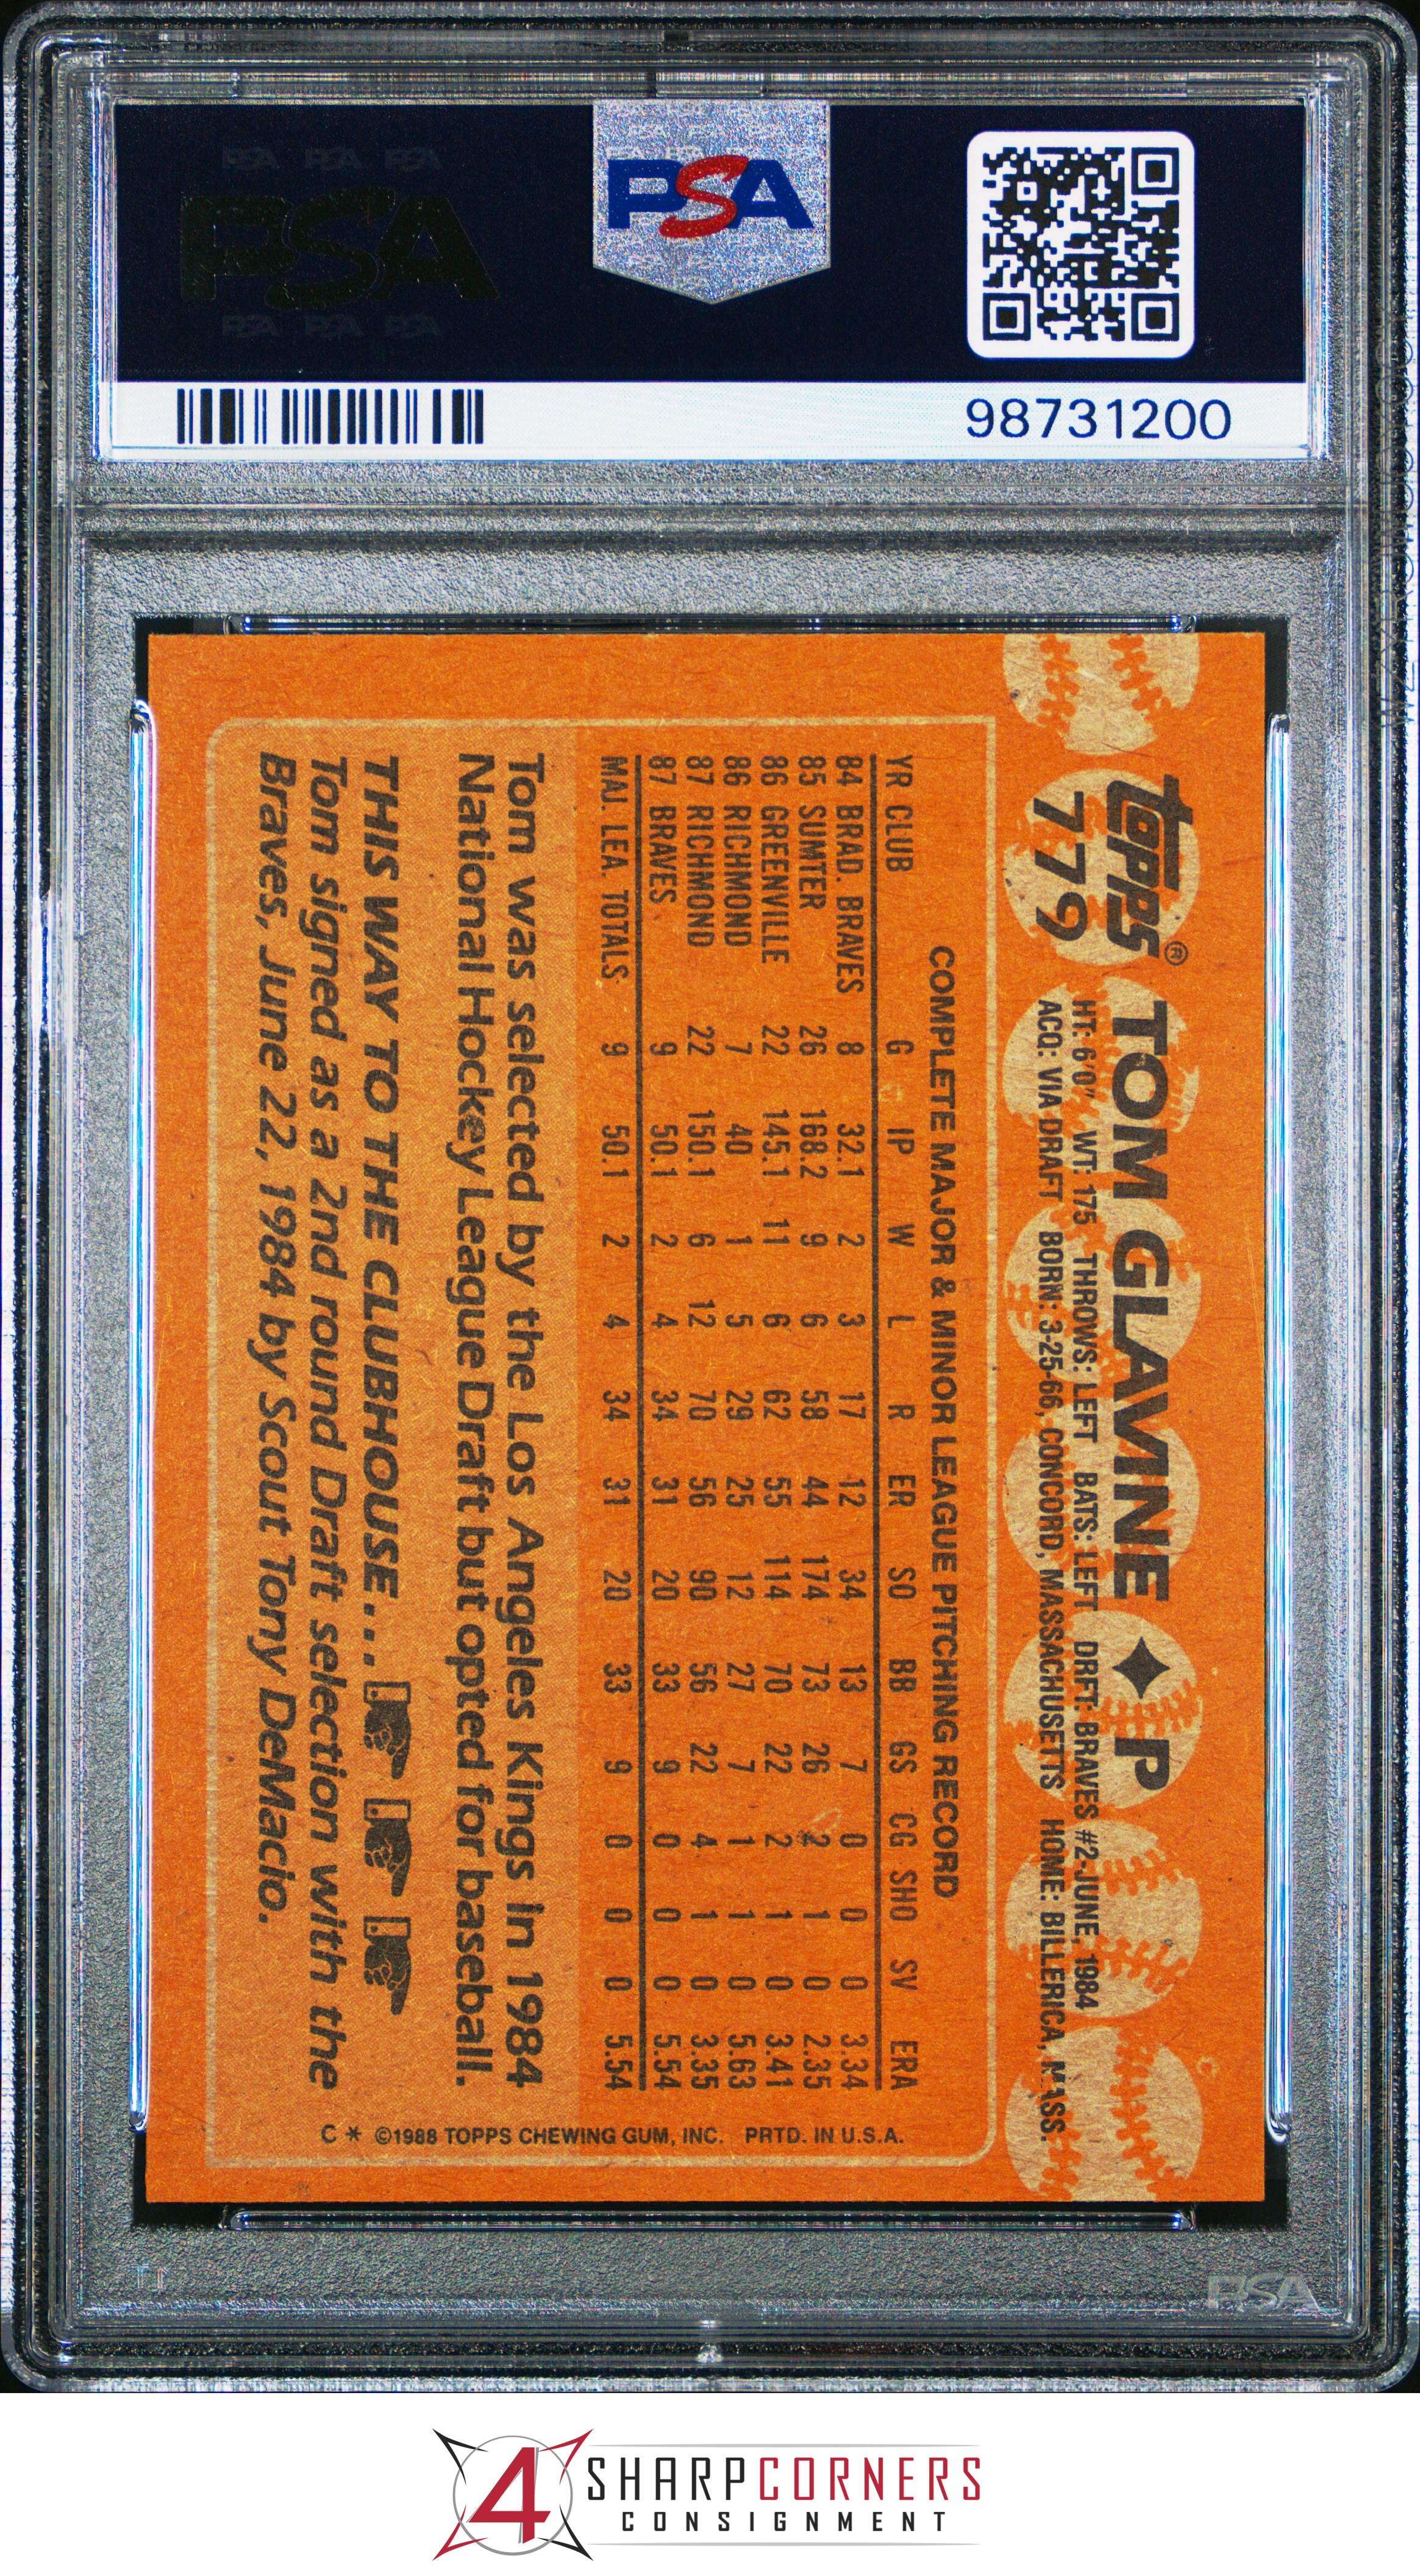 PSA
PSA PSA PSA
PSA
PSA PSA PSA
98731200
topps®
779
TOM GLAVINE ✦ P
HT: 6'0" WT: 175 THROWS: LEFT BATS: LEFT DRFT: BRAVES #2-JUNE, 1984
ACQ: VIA DRAFT BORN: 3-25-66, CONCORD, MASSACHUSETTS HOME: BILLERICA, MASS.
COMPLETE MAJOR & MINOR LEAGUE PITCHING RECORD
YR CLUB G IP W L R ER SO BB GS CG SHO SV ERA
84 BRAD. BRAVES 8 32.1 2 3 17 12 34 13 7 0 0 0 3.34
85 SUMTER 26 168.2 9 6 58 44 174 73 26 2 1 0 2.35
86 GREENVILLE 22 145.1 11 6 62 55 114 70 22 2 1 0 3.41
86 RICHMOND 7 40 1 5 29 25 12 27 7 1 1 0 5.63
87 RICHMOND 22 150.1 6 12 70 56 90 56 22 4 1 0 3.35
87 BRAVES 9 50.1 2 4 34 31 20 33 9 0 0 0 5.54
MAJ. LEA. TOTALS 9 50.1 2 4 34 31 20 33 9 0 0 0 5.54
Tom was selected by the Los Angeles Kings in 1984
National Hockey League Draft but opted for baseball.
THIS WAY TO THE CLUBHOUSE . . .
Tom signed as a 2nd round Draft selection with the
Braves, June 22, 1984 by Scout Tony DeMacio.
C * ©1988 TOPPS CHEWING GUM, INC. PRTD. IN U.S.A.
PSA
4 SHARPCORNERS
CONSIGNMENT